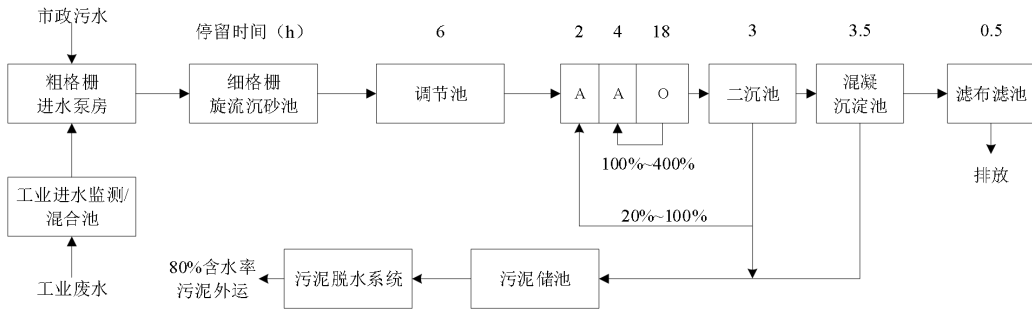 市政污水
停留时间（h）
6
2
4
18
3
3.5
0.5
粗格栅
进水泵房
细格栅
旋流沉砂池
调节池
A
A
O
二沉池
混凝
沉淀池
滤布滤池
100%~400%
排放
工业进水监测/
混合池
20%~100%
80%含水率
污泥外运
污泥脱水系统
污泥储池
工业废水